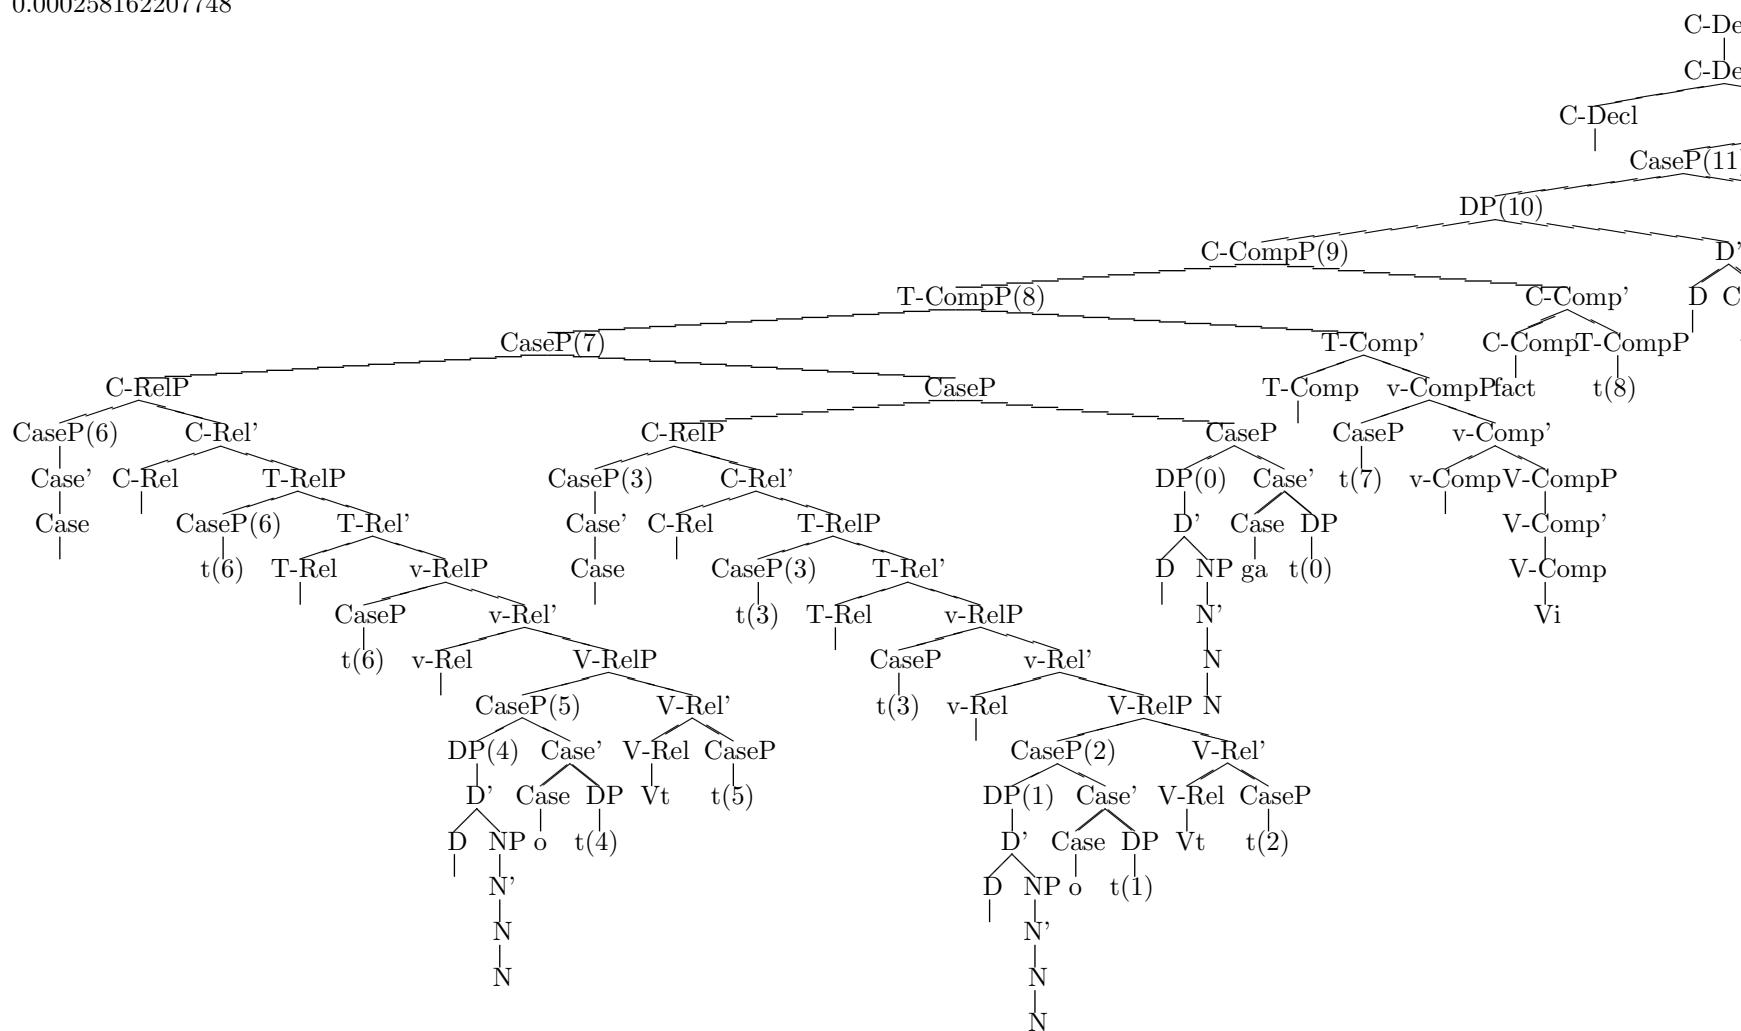 0.000258162207748
C-De
C-De
C-Decl
CaseP(11)
DP(10)
C-CompP(9) D'
T-CompP(8) C-Comp' D C
CaseP(7) T-Comp' C-Comp T-CompP
C-RelP CaseP T-Comp v-CompP fact t(8)
CaseP(6) C-Rel' C-RelP CaseP CaseP v-Comp'
Case' C-Rel T-RelP CaseP(3) C-Rel' DP(0) Case' t(7) v-Comp V-CompP
Case CaseP(6) T-Rel' Case' C-Rel T-RelP D' Case DP V-Comp'
t(6) T-Rel v-RelP Case CaseP(3) T-Rel' D NP ga t(0) V-Comp
CaseP v-Rel' t(3) T-Rel v-RelP N' Vi
t(6) v-Rel V-RelP CaseP v-Rel' N
CaseP(5) V-Rel' t(3) v-Rel V-RelP N
DP(4) Case' V-Rel CaseP CaseP(2) V-Rel'
D' Case DP Vt t(5) DP(1) Case' V-Rel CaseP
D NP o t(4) D' Case DP Vt t(2)
N' D NP o t(1)
N N'
N N
N